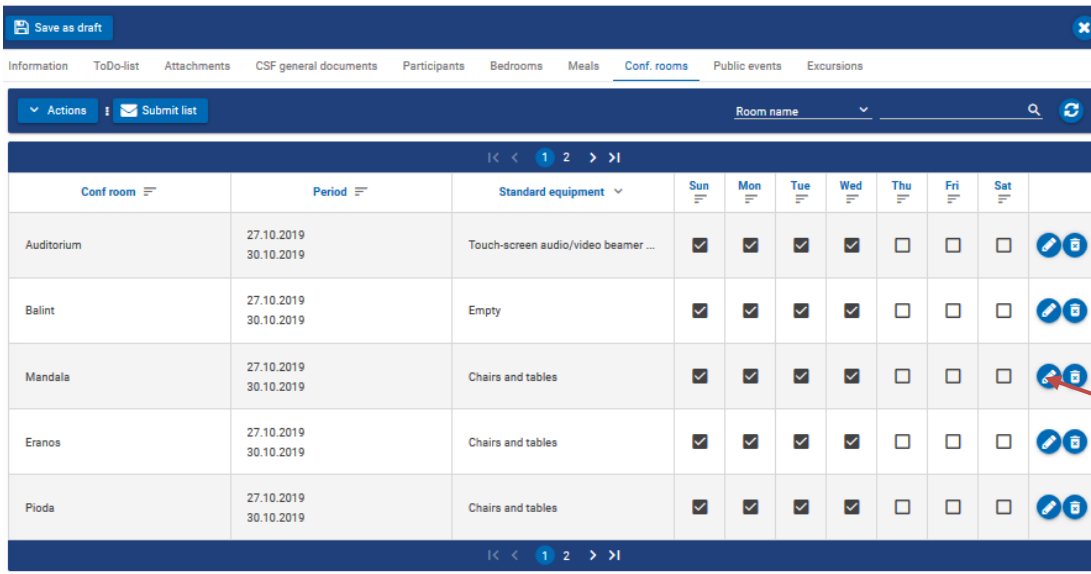 Save as draft
Information ToDo-list Attachments CSF general documents Participants Bedrooms Meals Conf. rooms Public events Excursions
Actions Submit list Room name
1 2
Conf room Period Standard equipment Sun Mon Tue Wed Thu Fri Sat
Auditorium 27.10.2019 Touch-screen audio/video beamer ...
30.10.2019
Balint 27.10.2019 Empty
30.10.2019
Mandala 27.10.2019 Chairs and tables
30.10.2019
Eranos 27.10.2019 Chairs and tables
30.10.2019
Pioda 27.10.2019 Chairs and tables
30.10.2019
1 2